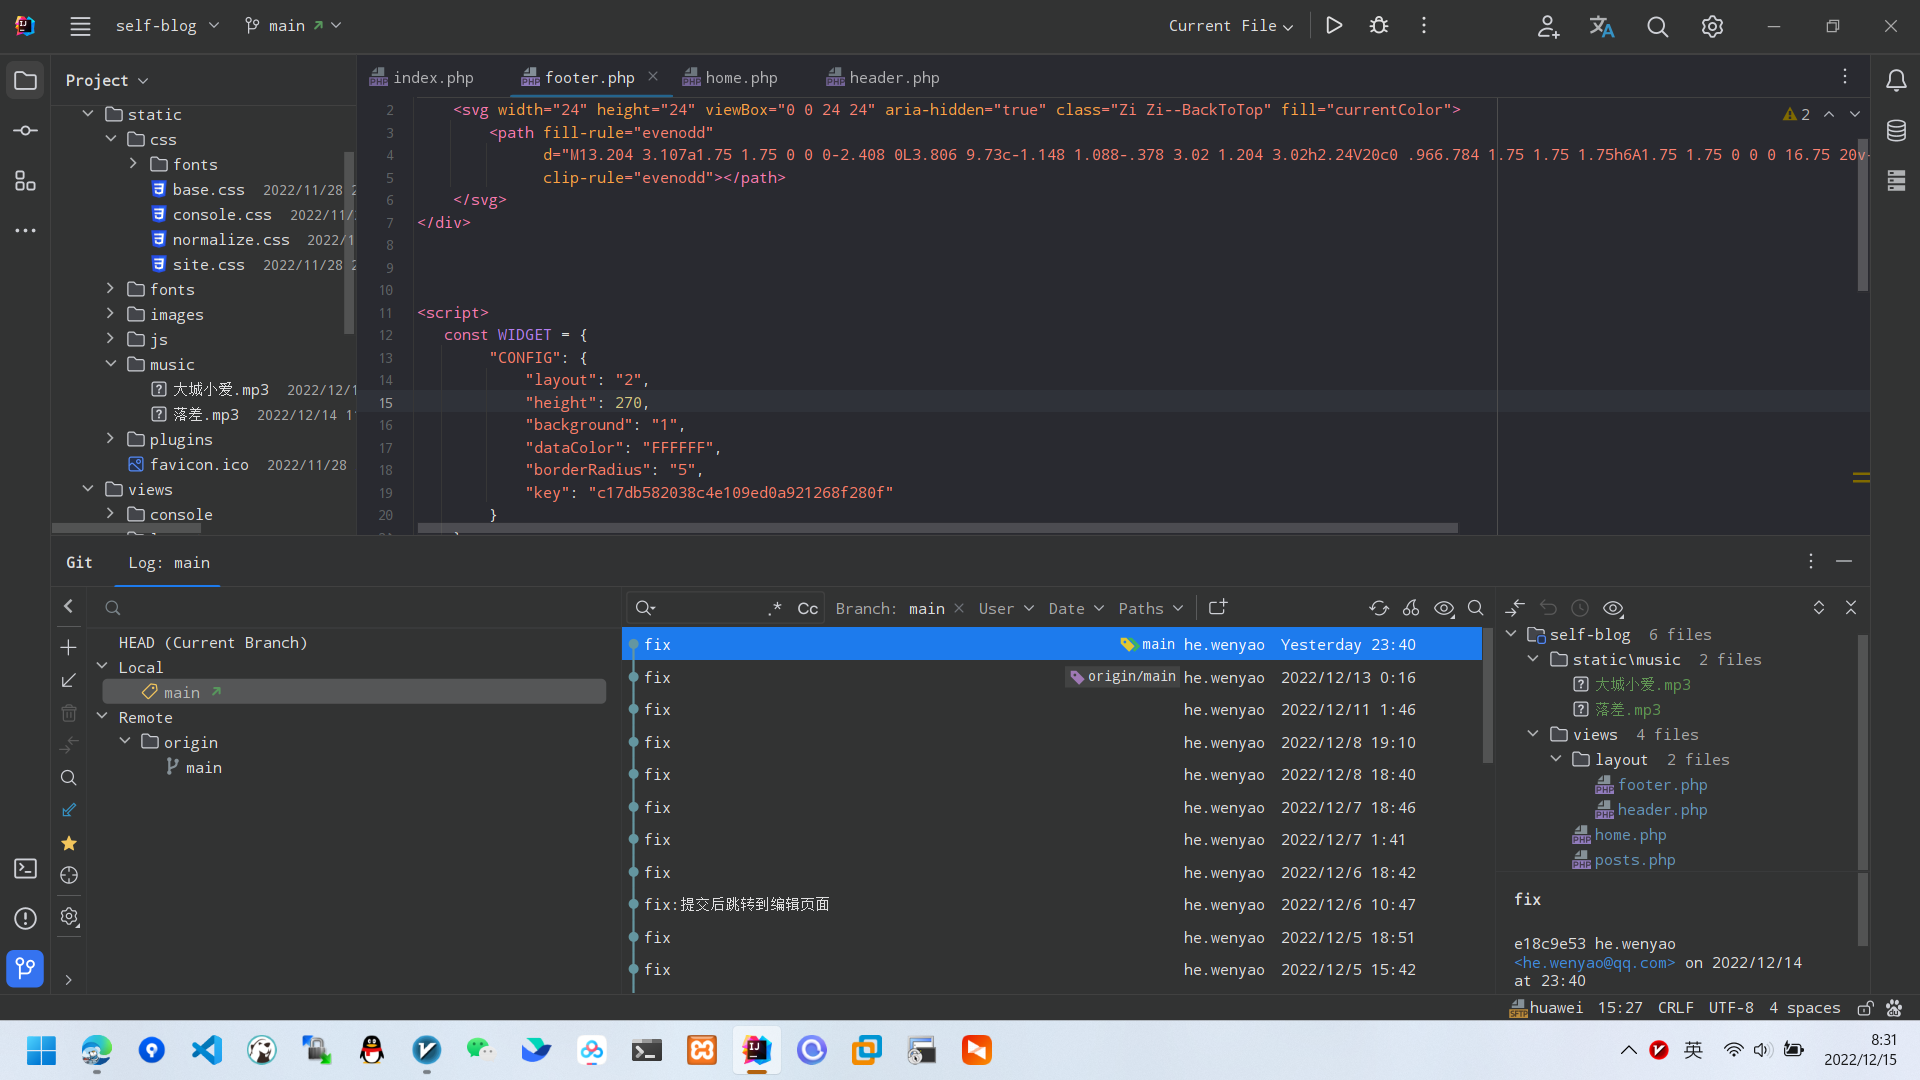 self-blog
main
Current File
Project
index.php
footer.php
home.php
header.php
static
css
fonts
base.css 2022/11/28 2
console.css 2022/11/
normalize.css 2022/1
site.css 2022/11/28 2
fonts
images
js
music
大城小爱.mp3 2022/12/1
落差.mp3 2022/12/14 1
plugins
favicon.ico 2022/11/28
views
console
2
2 <svg width="24" height="24" viewBox="0 0 24 24" aria-hidden="true" class="Zi Zi--BackToTop" fill="currentColor">
3 <path fill-rule="evenodd"
4 d="M13.204 3.107a1.75 1.75 0 0 0-2.408 0L3.806 9.73c-1.148 1.088-.378 3.02 1.204 3.02h2.24V20c0 .966.784 1.75 1.75 1.75h6A1.75 1.75 0 0 0 16.75 20v-
5 clip-rule="evenodd"></path>
6 </svg>
7 </div>
8
9
10
11 <script>
12 const WIDGET = {
13 "CONFIG": {
14 "layout": "2",
15 "height": 270,
16 "background": "1",
17 "dataColor": "FFFFFF",
18 "borderRadius": "5",
19 "key": "c17db582038c4e109ed0a921268f280f"
20 }
Git
Log: main
HEAD (Current Branch)
Local
main
Remote
origin
main
.* Cc
Branch: main
User
Date
Paths
fix main he.wenyao Yesterday 23:40
fix origin/main he.wenyao 2022/12/13 0:16
fix he.wenyao 2022/12/11 1:46
fix he.wenyao 2022/12/8 19:10
fix he.wenyao 2022/12/8 18:40
fix he.wenyao 2022/12/7 18:46
fix he.wenyao 2022/12/7 1:41
fix he.wenyao 2022/12/6 18:42
fix:提交后跳转到编辑页面 he.wenyao 2022/12/6 10:47
fix he.wenyao 2022/12/5 18:51
fix he.wenyao 2022/12/5 15:42
self-blog 6 files
static\music 2 files
大城小爱.mp3
落差.mp3
views 4 files
layout 2 files
footer.php
header.php
home.php
posts.php
fix
e18c9e53 he.wenyao
<he.wenyao@qq.com> on 2022/12/14
at 23:40
huawei 15:27 CRLF UTF-8 4 spaces
英
8:31
2022/12/15